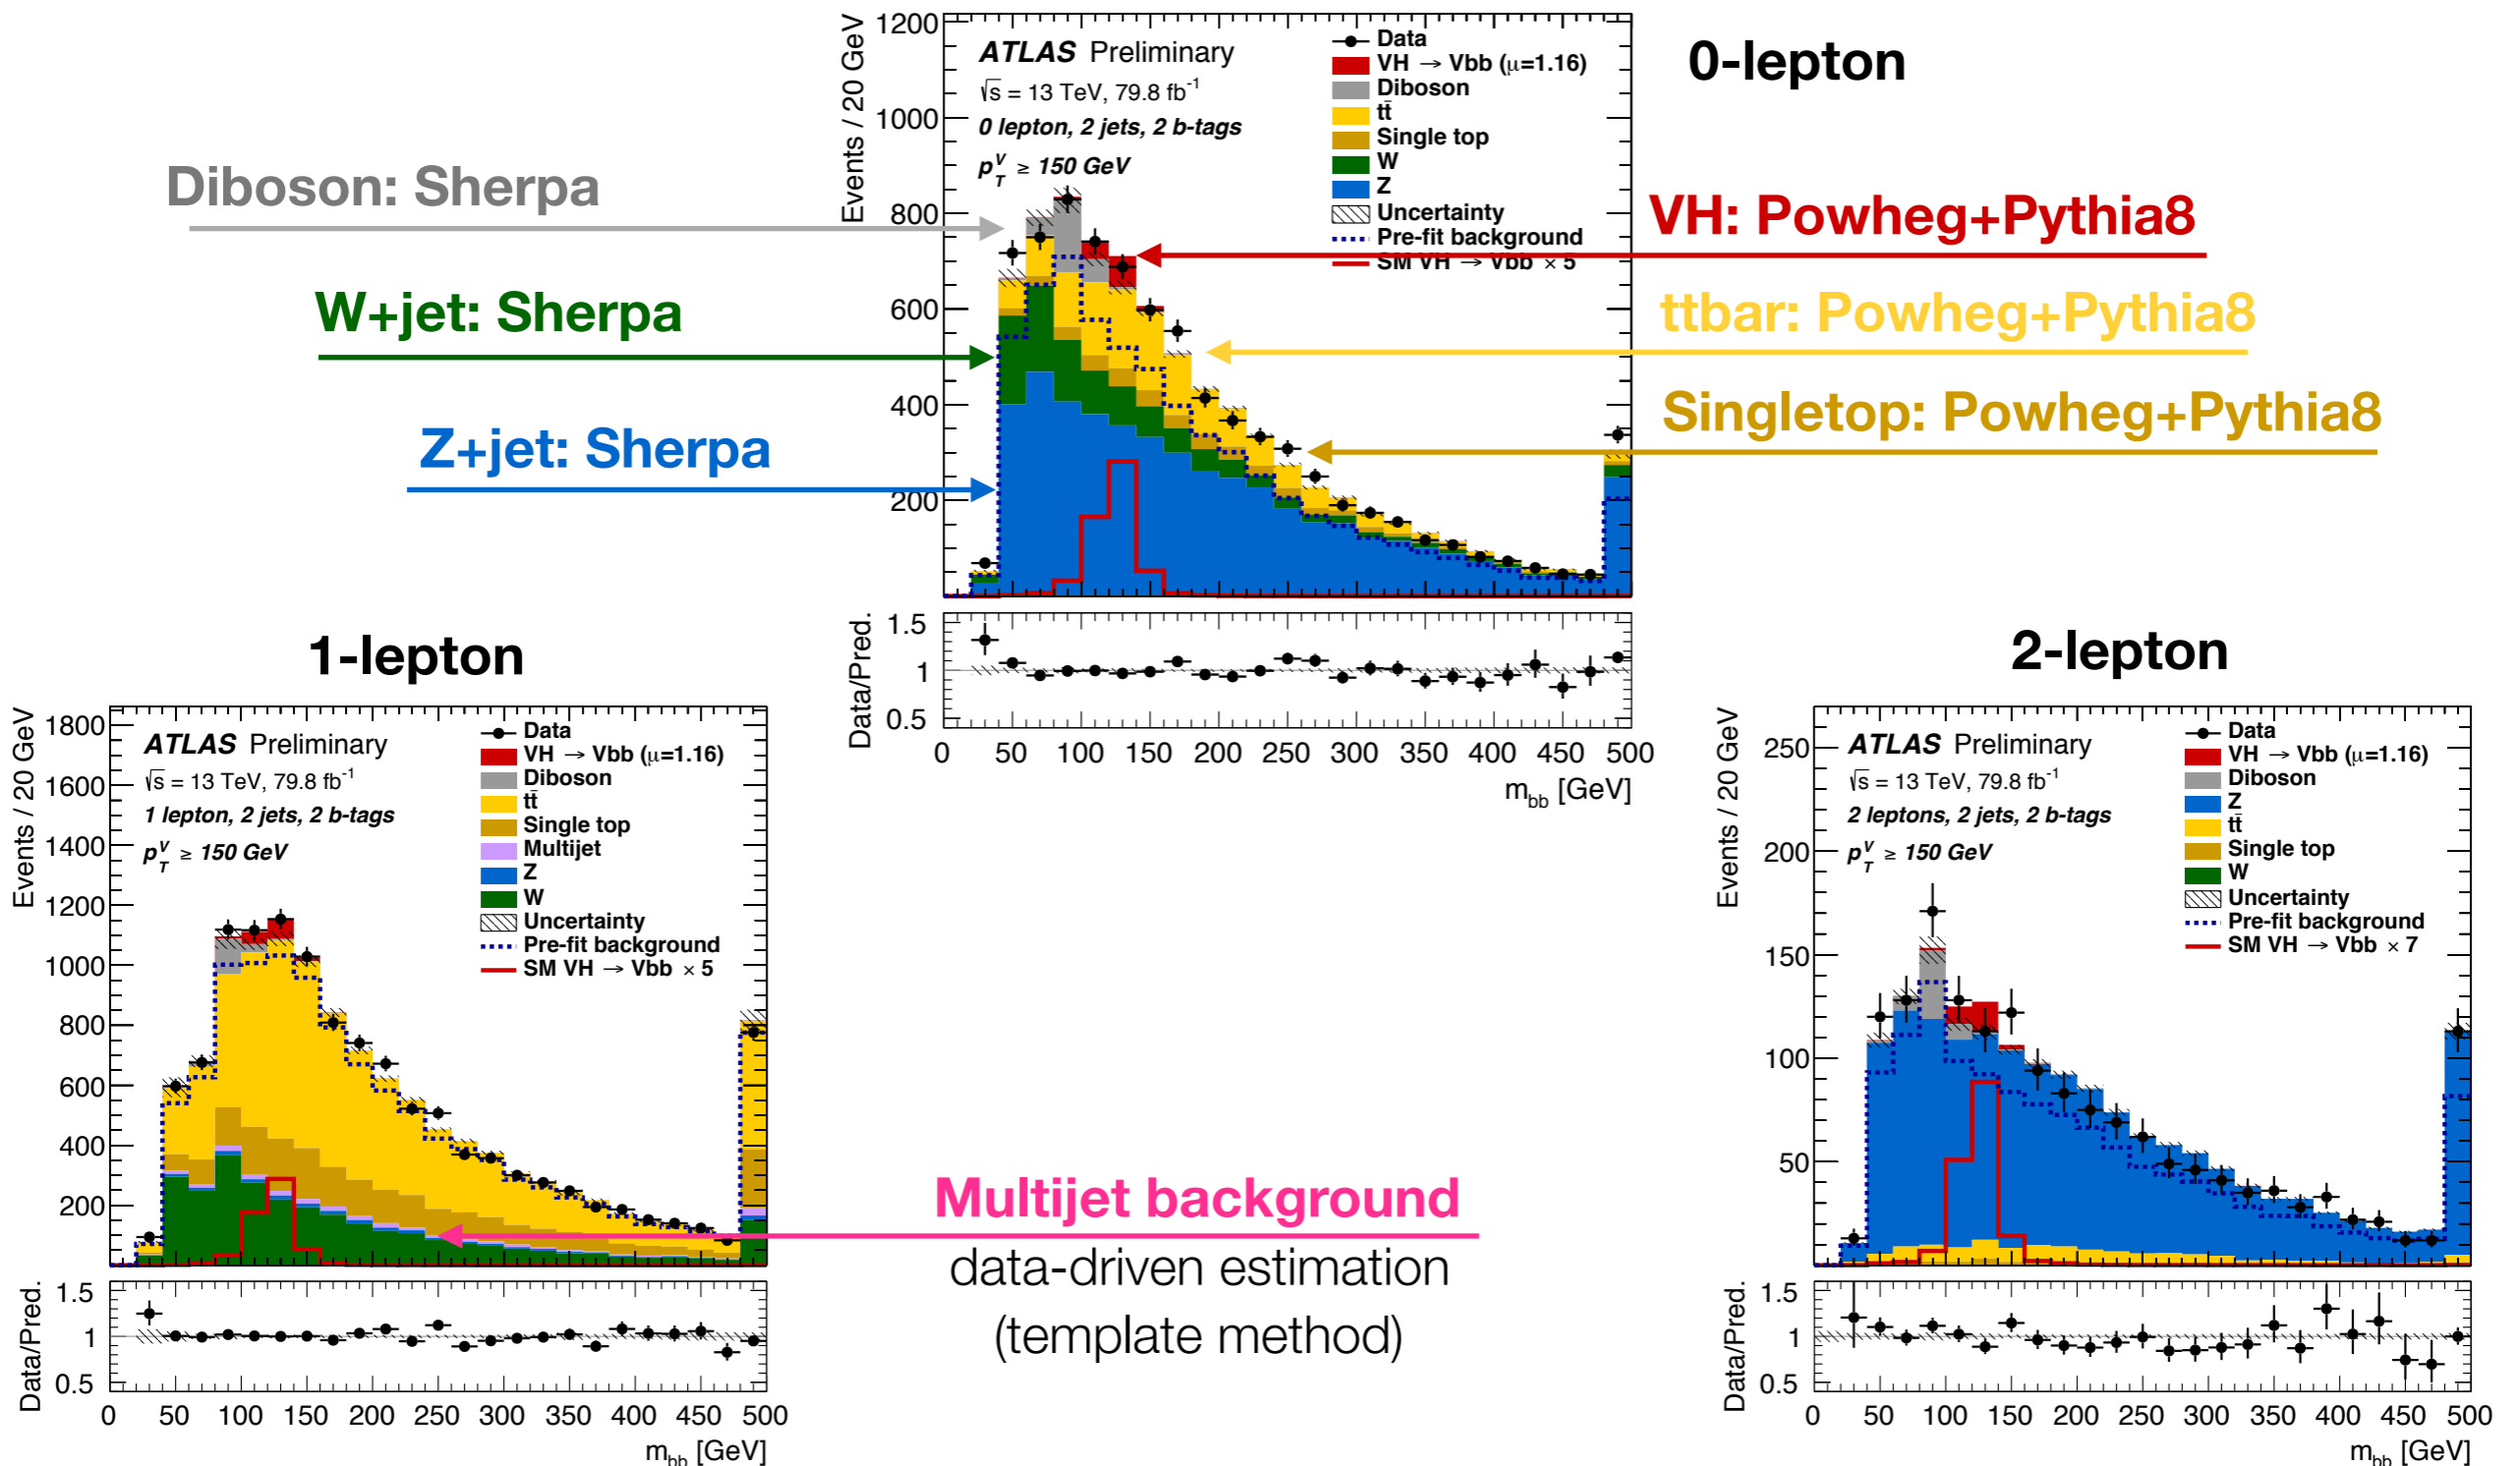 0-lepton
Events / 20 GeV
1200
1000
800
600
400
200
ATLAS Preliminary
√s = 13 TeV, 79.8 fb⁻¹
0 lepton, 2 jets, 2 b-tags
p_T^V ≥ 150 GeV
Data
VH → Vbb (μ=1.16)
Diboson
tt̄
Single top
W
Z
Uncertainty
Pre-fit background
SM VH → Vbb × 5
Data/Pred.
1.5
1
0.5
0 50 100 150 200 250 300 350 400 450 500
m_bb [GeV]
Diboson: Sherpa
W+jet: Sherpa
Z+jet: Sherpa
VH: Powheg+Pythia8
ttbar: Powheg+Pythia8
Singletop: Powheg+Pythia8
1-lepton
Events / 20 GeV
1800
1600
1400
1200
1000
800
600
400
200
ATLAS Preliminary
√s = 13 TeV, 79.8 fb⁻¹
1 lepton, 2 jets, 2 b-tags
p_T^V ≥ 150 GeV
Data
VH → Vbb (μ=1.16)
Diboson
tt̄
Single top
Multijet
Z
W
Uncertainty
Pre-fit background
SM VH → Vbb × 5
Data/Pred.
1.5
1
0.5
0 50 100 150 200 250 300 350 400 450 500
m_bb [GeV]
Multijet background
data-driven estimation
(template method)
2-lepton
Events / 20 GeV
250
200
150
100
50
ATLAS Preliminary
√s = 13 TeV, 79.8 fb⁻¹
2 leptons, 2 jets, 2 b-tags
p_T^V ≥ 150 GeV
Data
VH → Vbb (μ=1.16)
Diboson
Z
tt̄
Single top
W
Uncertainty
Pre-fit background
SM VH → Vbb × 7
Data/Pred.
1.5
1
0.5
0 50 100 150 200 250 300 350 400 450 500
m_bb [GeV]